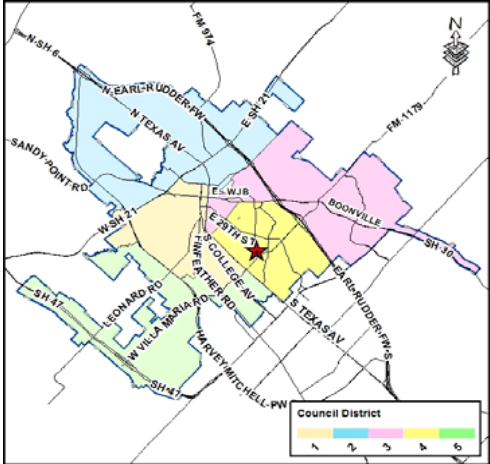 FM-974
N
N-SH-6
N EARL-RUDDER-FW
E SH 21
N TEXAS AV
FM-1179
SANDY-POINT-RD
E WJB
BOONVILLE
W-SH 21
E 29TH ST
SH 30
S COLLEGE AV
FINFEATHER RD
EARL-RUDDER-FW-S
SH 47
LEONARD RD
W VILLA MARIA RD
S TEXAS AV
HARVEY-MITCHELL-PW
SH-47
Council District
1 2 3 4 5